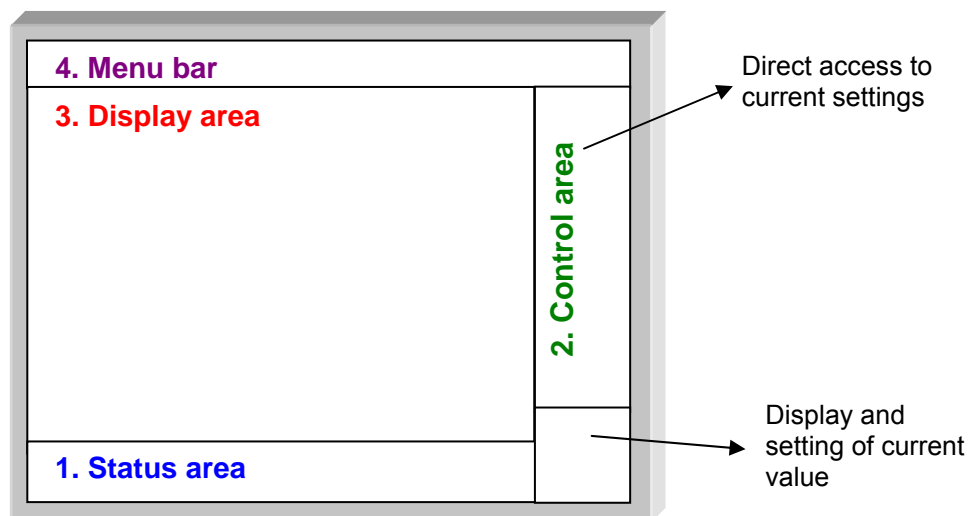 4. Menu bar
3. Display area
2. Control area
1. Status area
Direct access to
current settings
Display and
setting of current
value